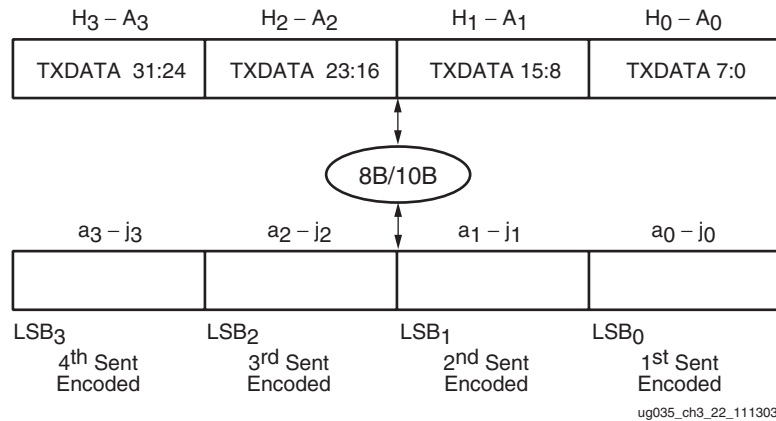 H3 – A3 H2 – A2 H1 – A1 H0 – A0
TXDATA 31:24 TXDATA 23:16 TXDATA 15:8 TXDATA 7:0
8B/10B
a3 – j3 a2 – j2 a1 – j1 a0 – j0
LSB3 LSB2 LSB1 LSB0
4th Sent 3rd Sent 2nd Sent 1st Sent
Encoded Encoded Encoded Encoded
ug035_ch3_22_111303